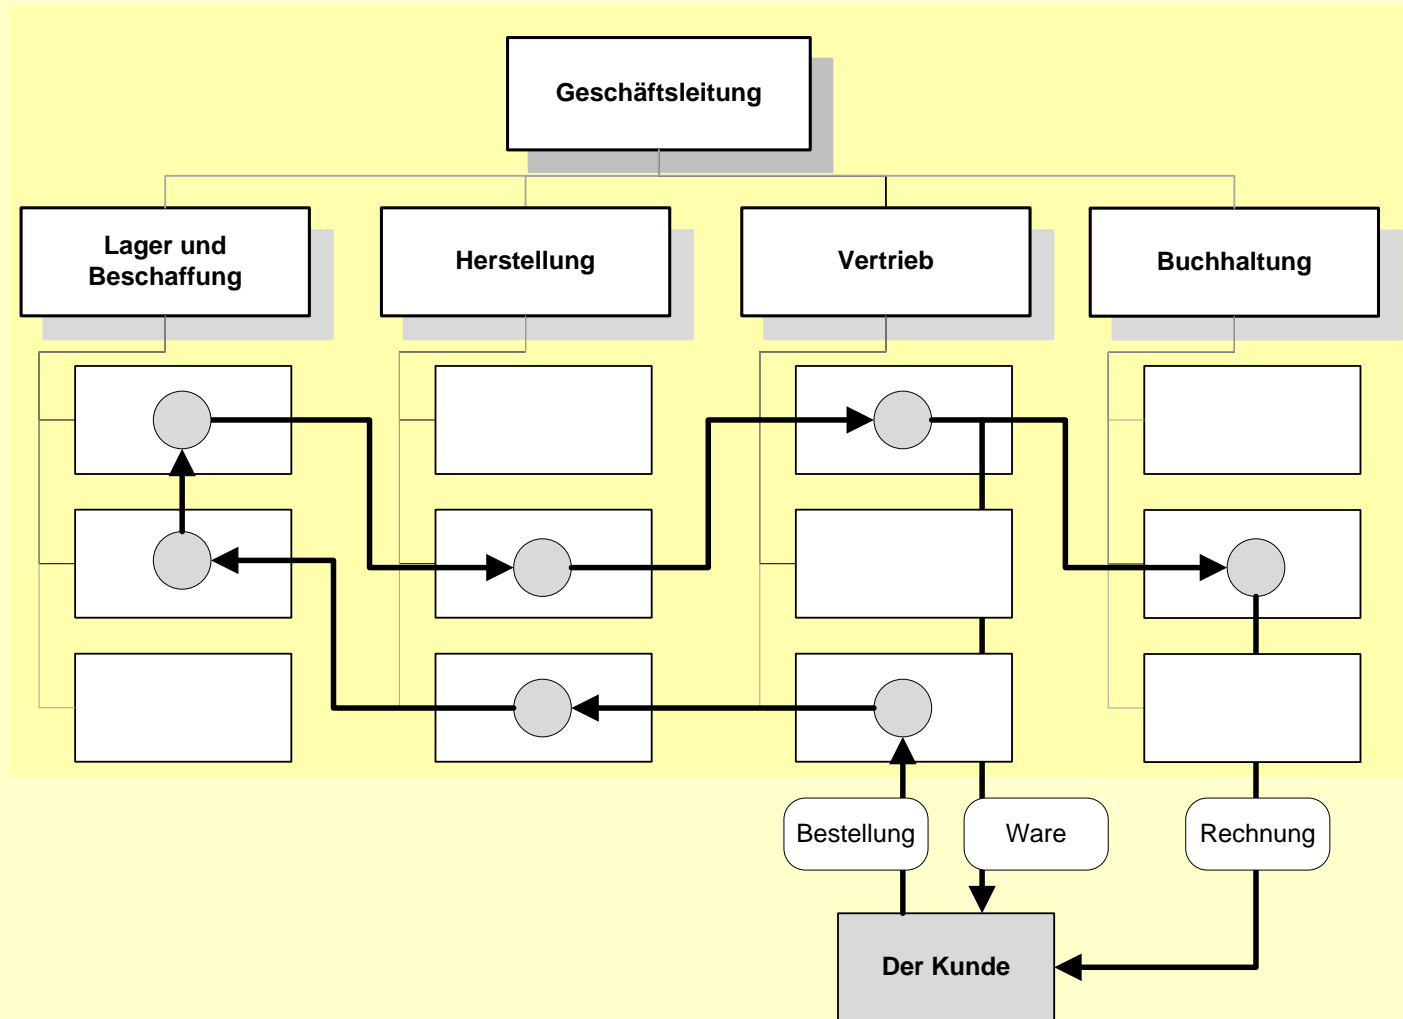 Geschäftsleitung
Lager und
Beschaffung
Herstellung
Vertrieb
Buchhaltung
Bestellung
Ware
Rechnung
Der Kunde